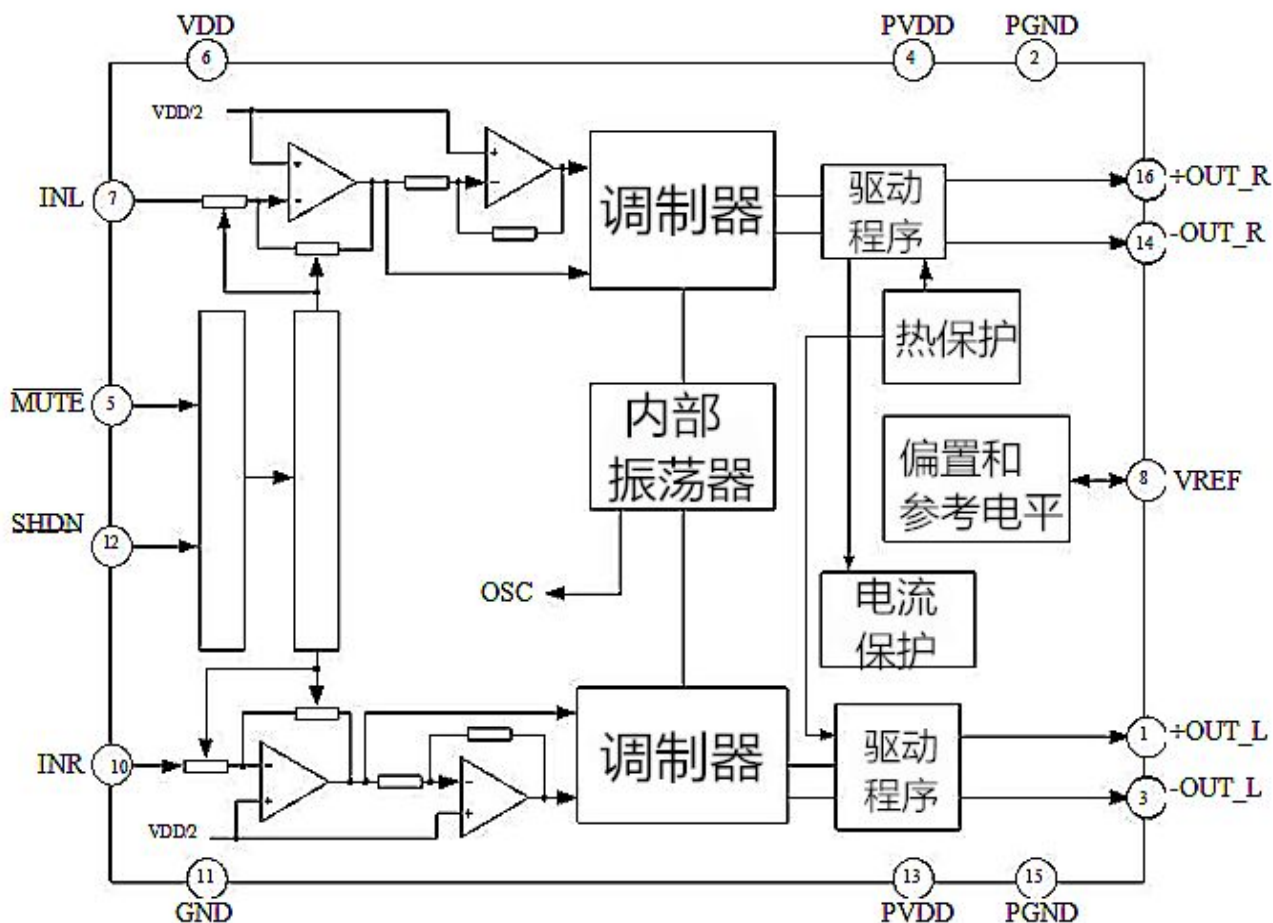 VDD
PVDD
PGND
6
4
2
VDD/2
INL
7
调制器
驱动
程序
16
÷OUT_R
14
-OUT_R
热保护
MUTE
5
内部
振荡器
偏置和
参考电平
8
VREF
SHDN
12
OSC
电流
保护
INR
10
调制器
驱动
程序
1
÷OUT_L
3
-OUT_L
VDD/2
11
13
15
GND
PVDD
PGND